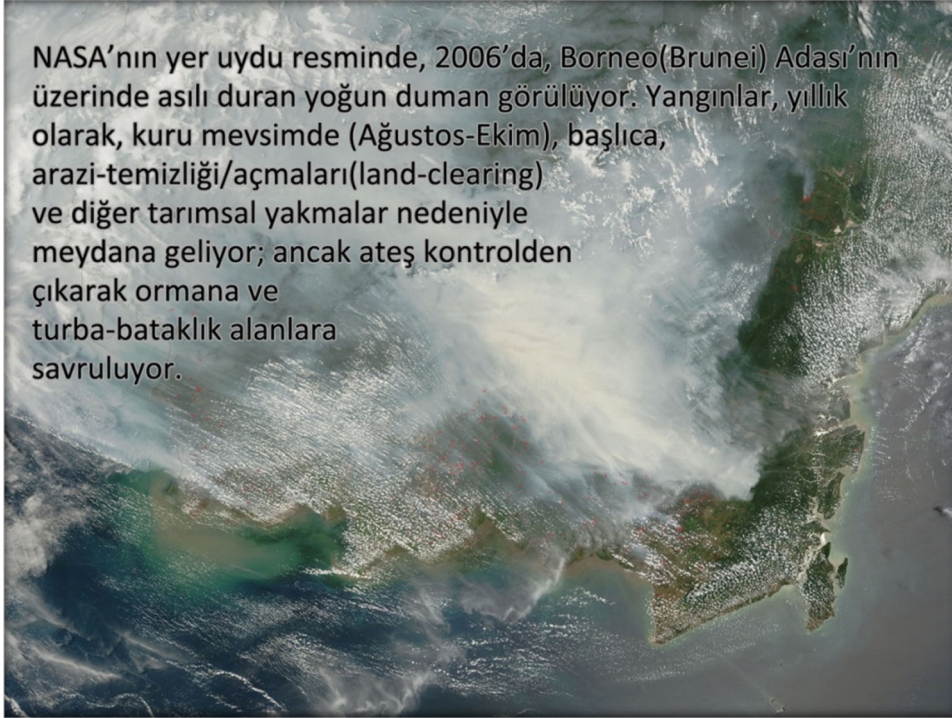 NASA'nın yer uydu resminde, 2006'da, Borneo(Brunei) Adası'nın
üzerinde asılı duran yoğun duman görülüyor. Yangınlar, yıllık
olarak, kuru mevsimde (Ağustos-Ekim), başlıca,
arazi-temizliği/açmaları(land-clearing)
ve diğer tarımsal yakmalar nedeniyle
meydana geliyor; ancak ateş kontrolden
çıkarak ormana ve
turba-bataklık alanlara
savruluyor.